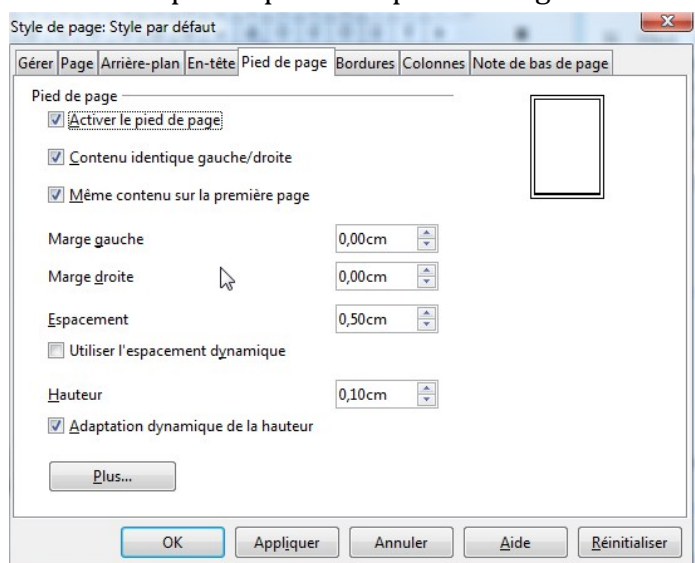 Style de page: Style par défaut
Gérer Page Arrière-plan En-tête Pied de page Bordures Colonnes Note de bas de page
Pied de page
Activer le pied de page
Contenu identique gauche/droite
Même contenu sur la première page
Marge gauche 0,00cm
Marge droite 0,00cm
Espacement 0,50cm
Utiliser l'espacement dynamique
Hauteur 0,10cm
Adaptation dynamique de la hauteur
Plus...
OK Appliquer Annuler Aide Réinitialiser